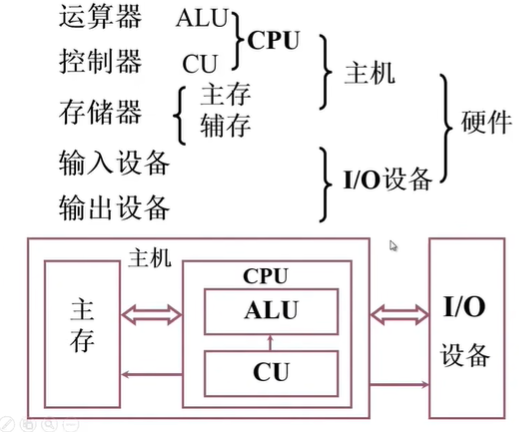 运算器 ALU
CPU
控制器 CU
主机
存储器 主存
辅存
硬件
输入设备
I/O设备
输出设备
主机
CPU
主存
ALU
CU
I/O
设备